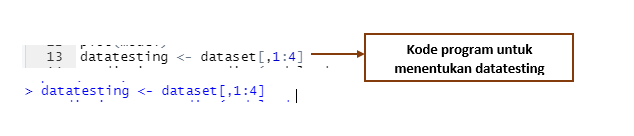 13 datatesting <- dataset[,1:4]
Kode program untuk
menentukan datatesting
> datatesting <- dataset[,1:4]